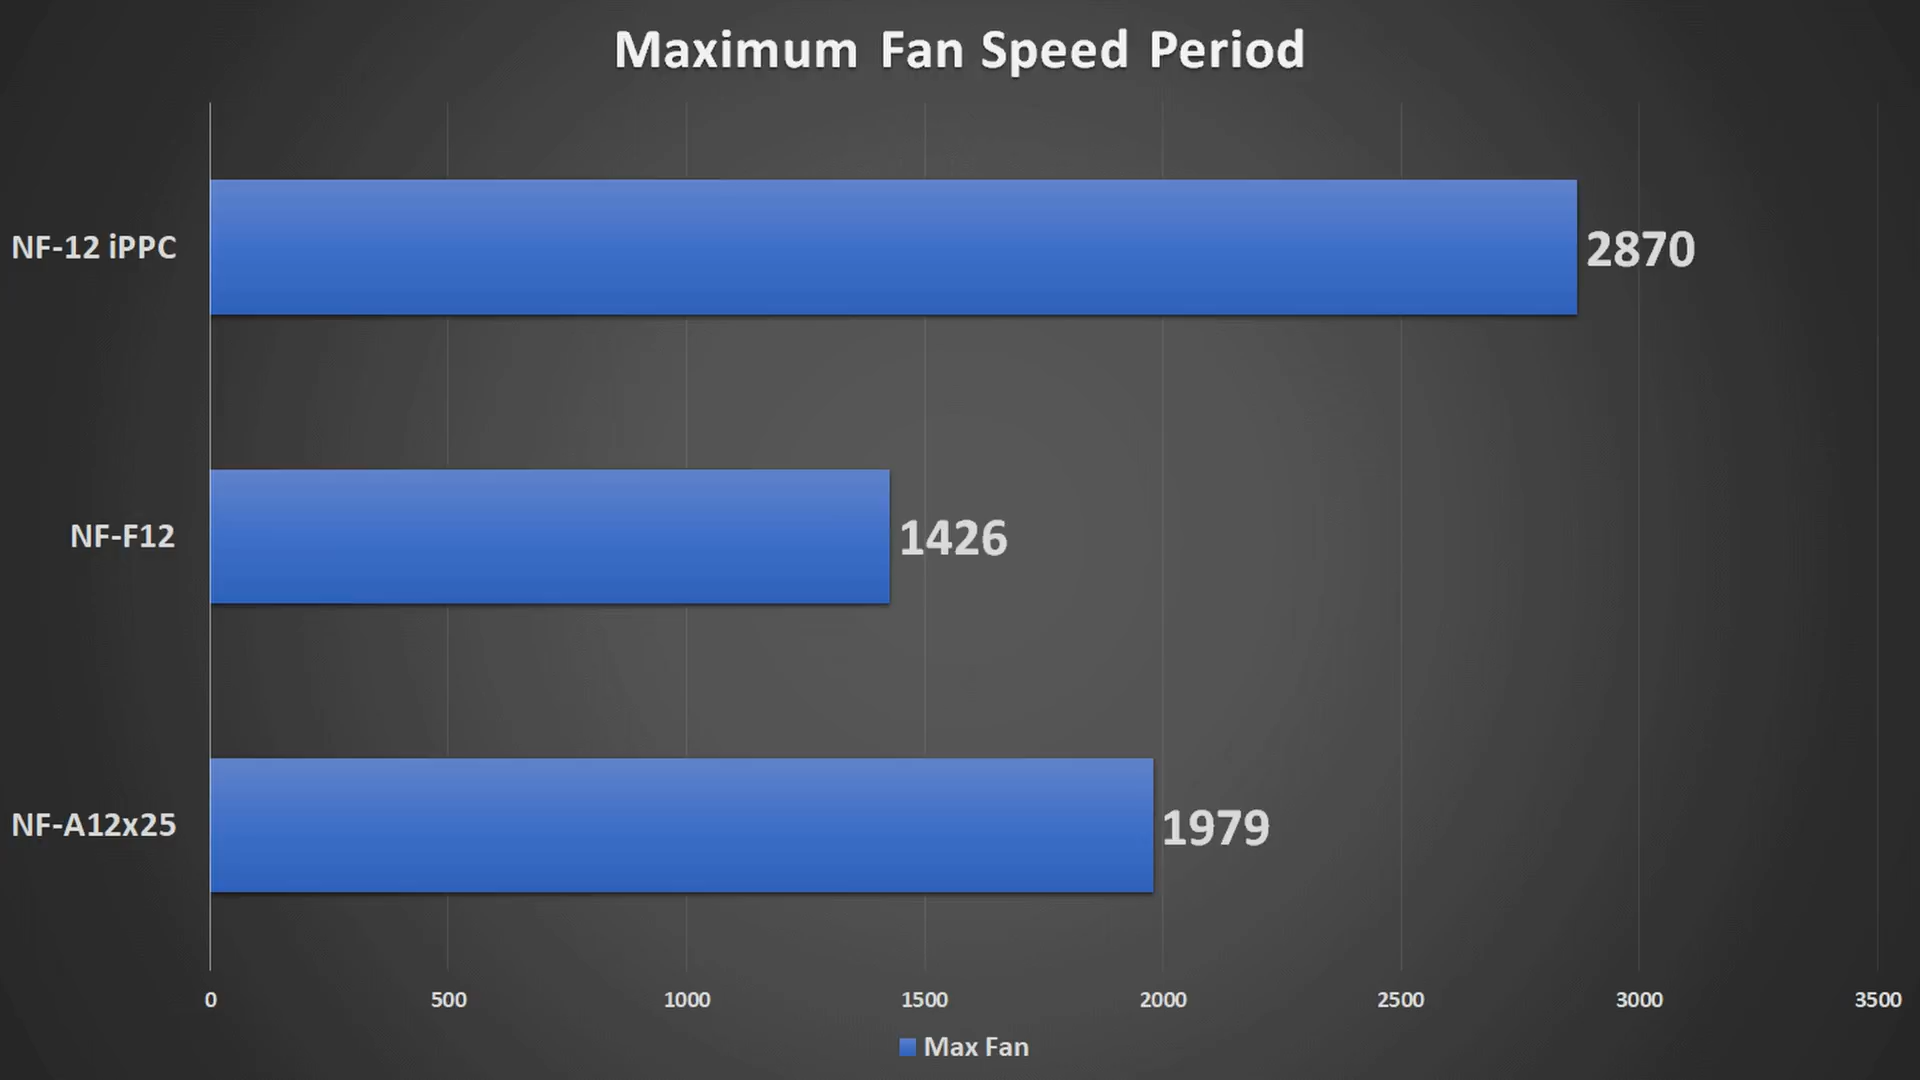 Maximum Fan Speed Period
NF-12 iPPC
2870
NF-F12
1426
NF-A12x25
1979
0 500 1000 1500 2000 2500 3000 3500
Max Fan